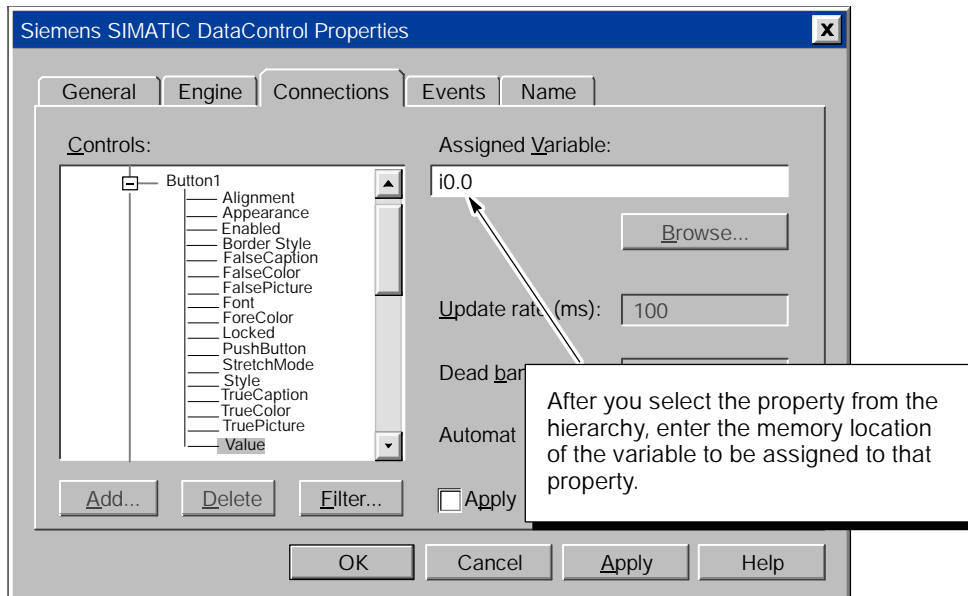 Siemens SIMATIC DataControl Properties
x
General Engine Connections Events Name
Controls:
Button1
Alignment
Appearance
Enabled
Border Style
FalseCaption
FalseColor
FalsePicture
Font
ForeColor
Locked
PushButton
StretchMode
Style
TrueCaption
TrueColor
TruePicture
Value
Add... Delete Filter...
Assigned Variable:
i0.0
Browse...
Update rate (ms): 100
Dead
Apply
After you select the property from the
hierarchy, enter the memory location
of the variable to be assigned to that
property.
OK Cancel Apply Help